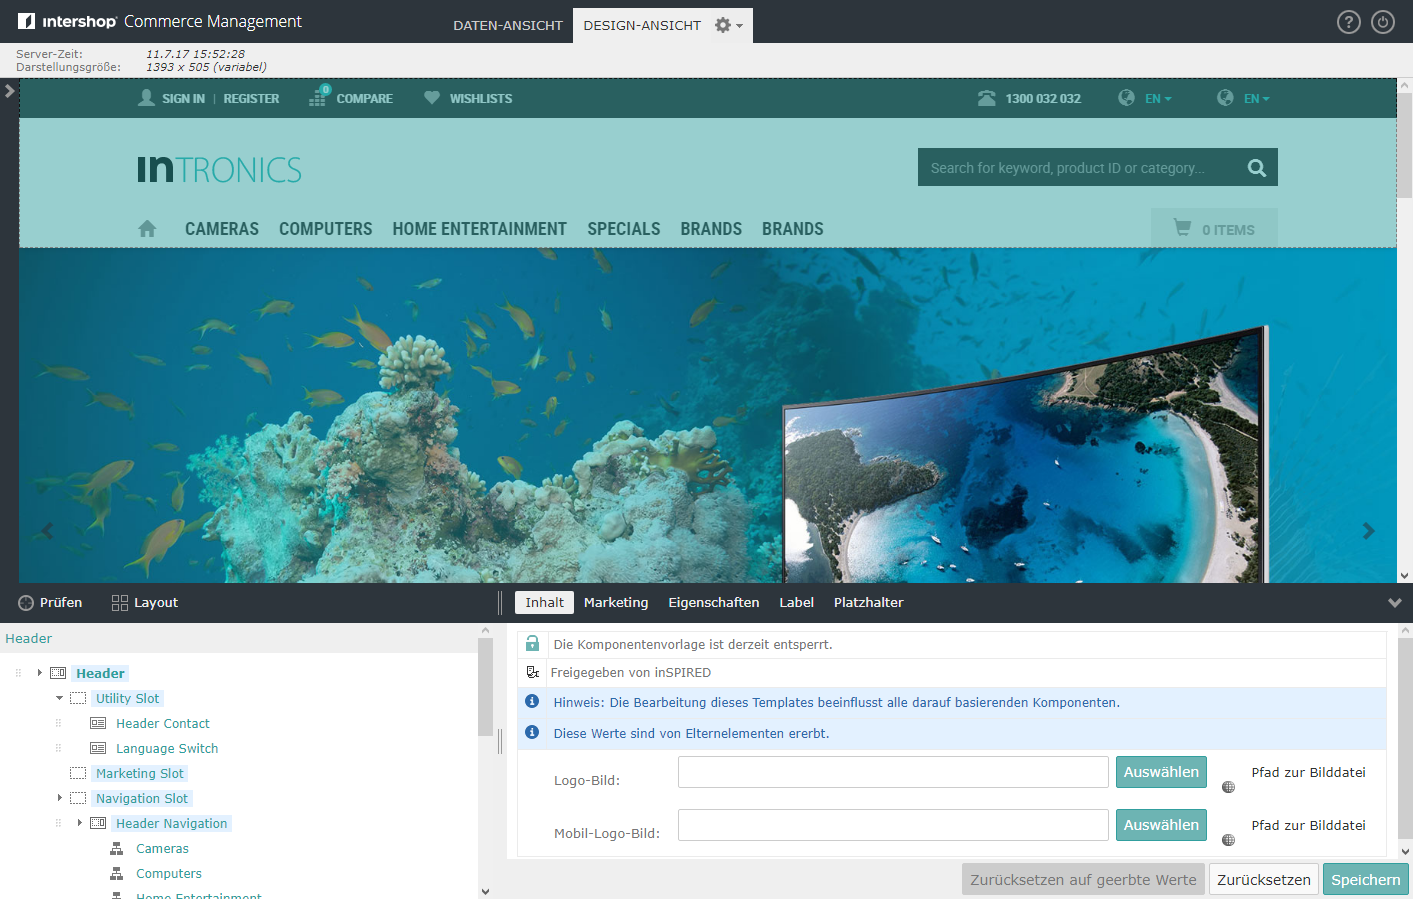 intershop® Commerce Management
DATEN-ANSICHT
DESIGN-ANSICHT
?
Server-Zeit: 11.7.17 15:52:28
Darstellungsgröße: 1393 x 505 (variabel)
SIGN IN | REGISTER
0
COMPARE
WISHLISTS
1300 032 032
EN
EN
inTRONICS
Search for keyword, product ID or category...
CAMERAS
COMPUTERS
HOME ENTERTAINMENT
SPECIALS
BRANDS
BRANDS
0 ITEMS
Prüfen
Layout
Inhalt
Marketing
Eigenschaften
Label
Platzhalter
Header
Header
Utility Slot
Header Contact
Language Switch
Marketing Slot
Navigation Slot
Header Navigation
Cameras
Computers
Home Entertainment
Die Komponentenvorlage ist derzeit entsperrt.
Freigegeben von inSPIRED
Hinweis: Die Bearbeitung dieses Templates beeinflusst alle darauf basierenden Komponenten.
Diese Werte sind von Elternelementen ererbt.
Logo-Bild:
Auswählen
Pfad zur Bilddatei
Mobil-Logo-Bild:
Auswählen
Pfad zur Bilddatei
Zurücksetzen auf geerbte Werte
Zurücksetzen
Speichern